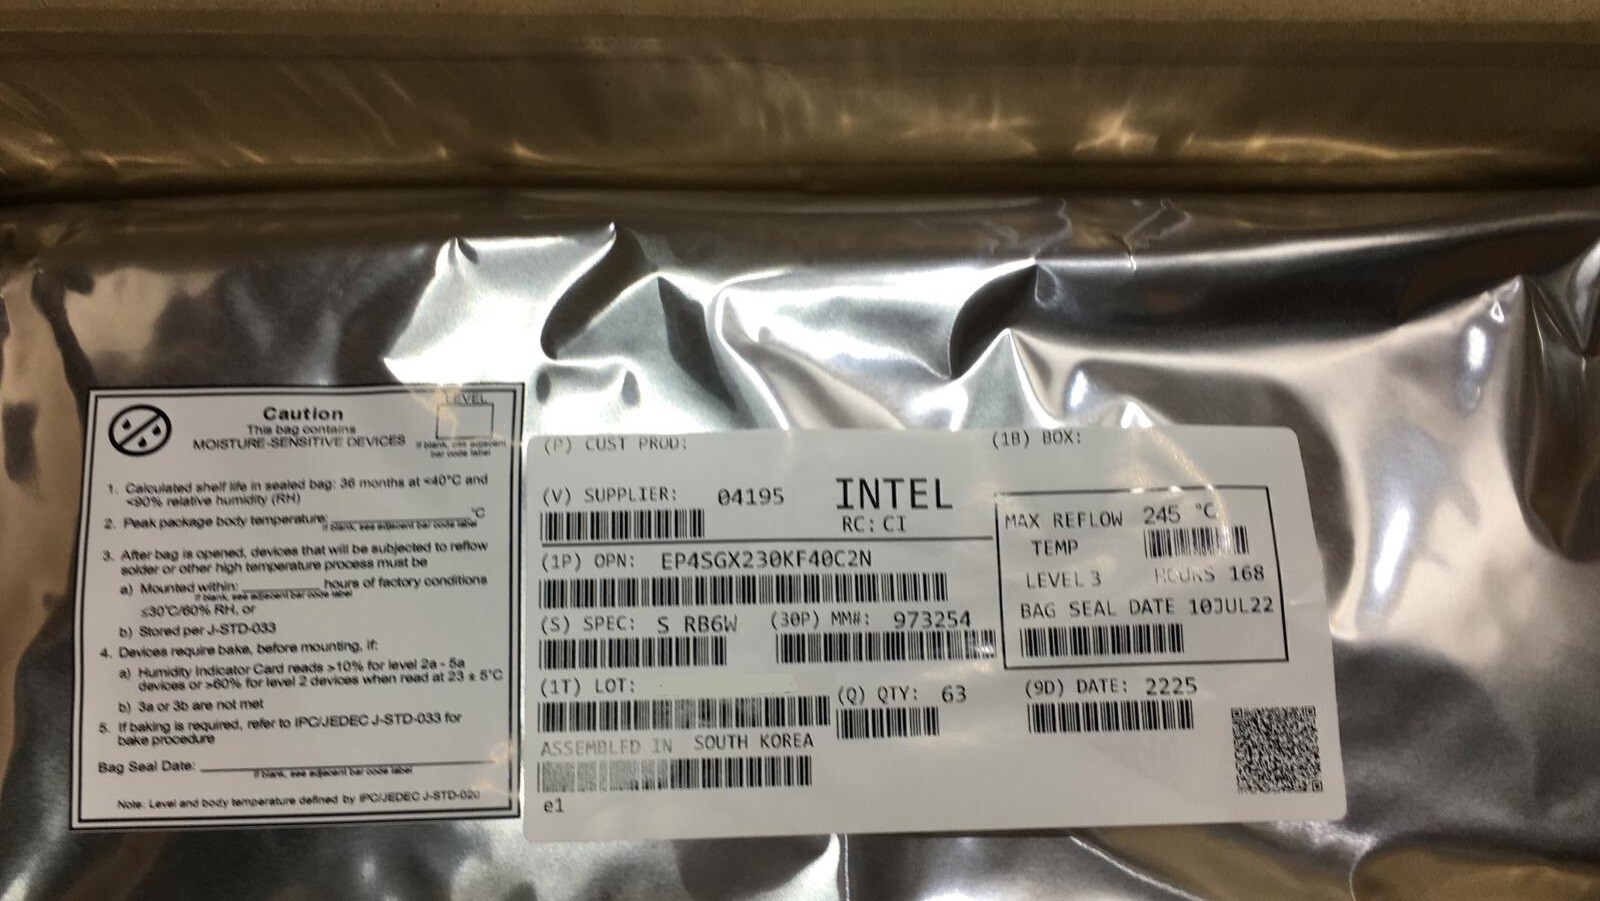 Caution
This bag contains
MOISTURE-SENSITIVE DEVICES
LEVEL
If blank, see adjacent
bar code label
1. Calculated shelf life in sealed bag: 36 months at <40°C and
<90% relative humidity (RH)
2. Peak package body temperature: °C
If blank, see adjacent bar code label
3. After bag is opened, devices that will be subjected to reflow
solder or other high temperature process must be
a) Mounted within: hours of factory conditions
If blank, see adjacent bar code label
≤30°C/60% RH, or
b) Stored per J-STD-033
4. Devices require bake, before mounting, if:
a) Humidity Indicator Card reads >10% for level 2a - 5a
devices or >60% for level 2 devices when read at 23 ± 5°C
b) 3a or 3b are not met
5. If baking is required, refer to IPC/JEDEC J-STD-033 for
bake procedure
Bag Seal Date:
If blank, see adjacent bar code label
Note: Level and body temperature defined by IPC/JEDEC J-STD-020
(P) CUST PROD:
(1B) BOX:
(V) SUPPLIER: 04195
INTEL
RC: CI
MAX REFLOW 245 °C
TEMP
LEVEL 3 HOURS 168
BAG SEAL DATE 10JUL22
(1P) OPN: EP4SGX230KF40C2N
(S) SPEC: S RB6W (30P) MM#: 973254
(1T) LOT:
(Q) QTY: 63
(9D) DATE: 2225
ASSEMBLED IN SOUTH KOREA
e1